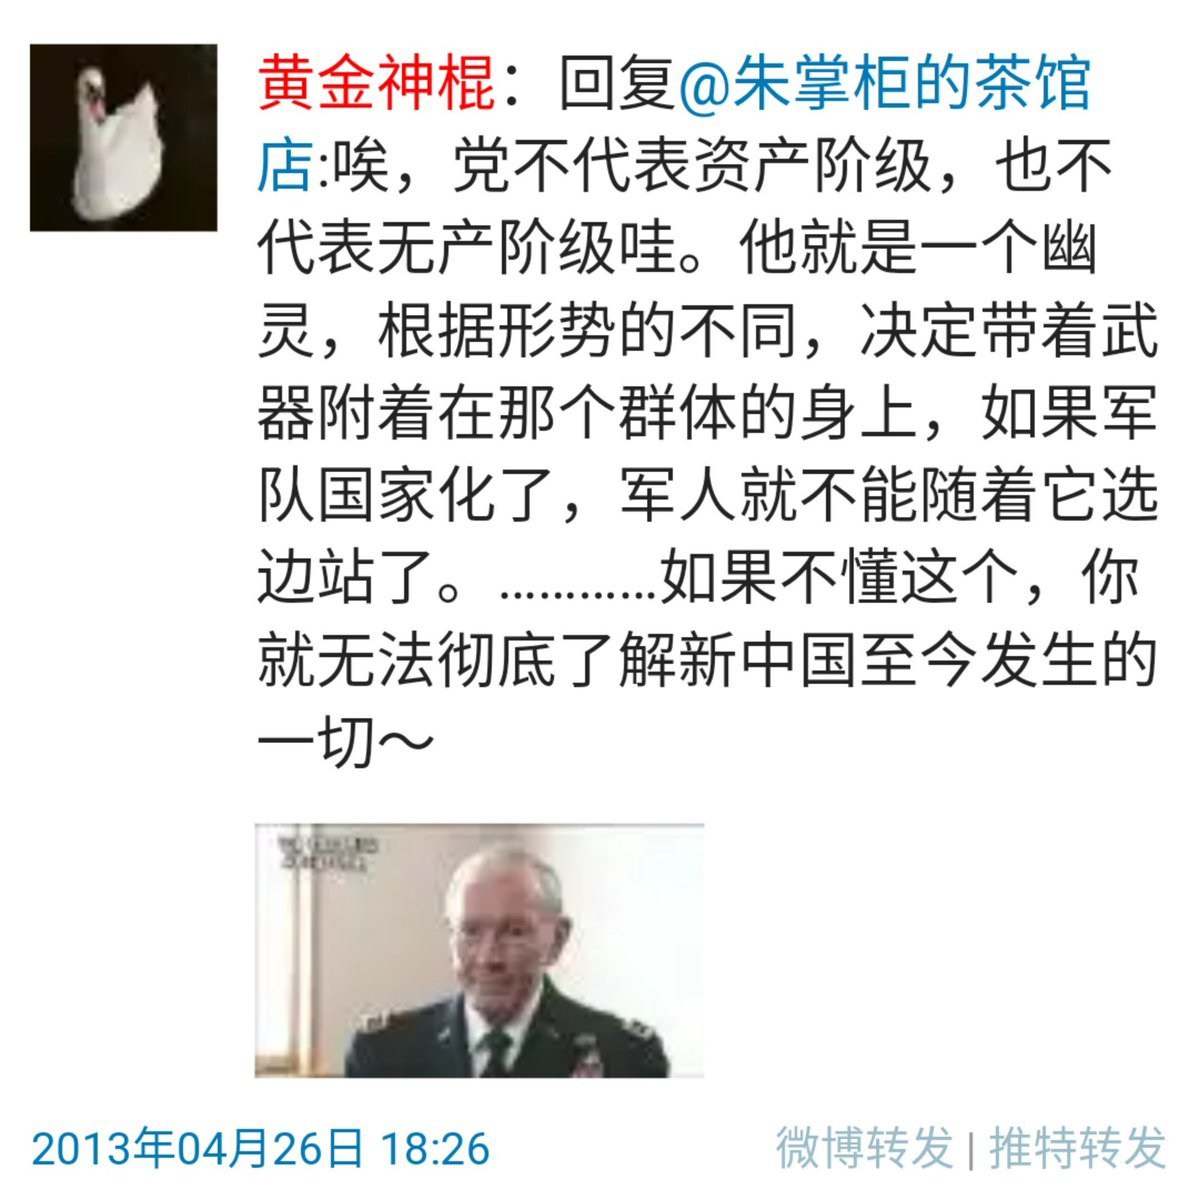 黄金神棍：回复@朱掌柜的茶馆
店:唉，党不代表资产阶级，也不
代表无产阶级哇。他就是一个幽
灵，根据形势的不同，决定带着武
器附着在那个群体的身上，如果军
队国家化了，军人就不能随着它选
边站了。…………如果不懂这个，你
就无法彻底了解新中国至今发生的
一切～
2013年04月26日 18:26
微博转发 | 推特转发